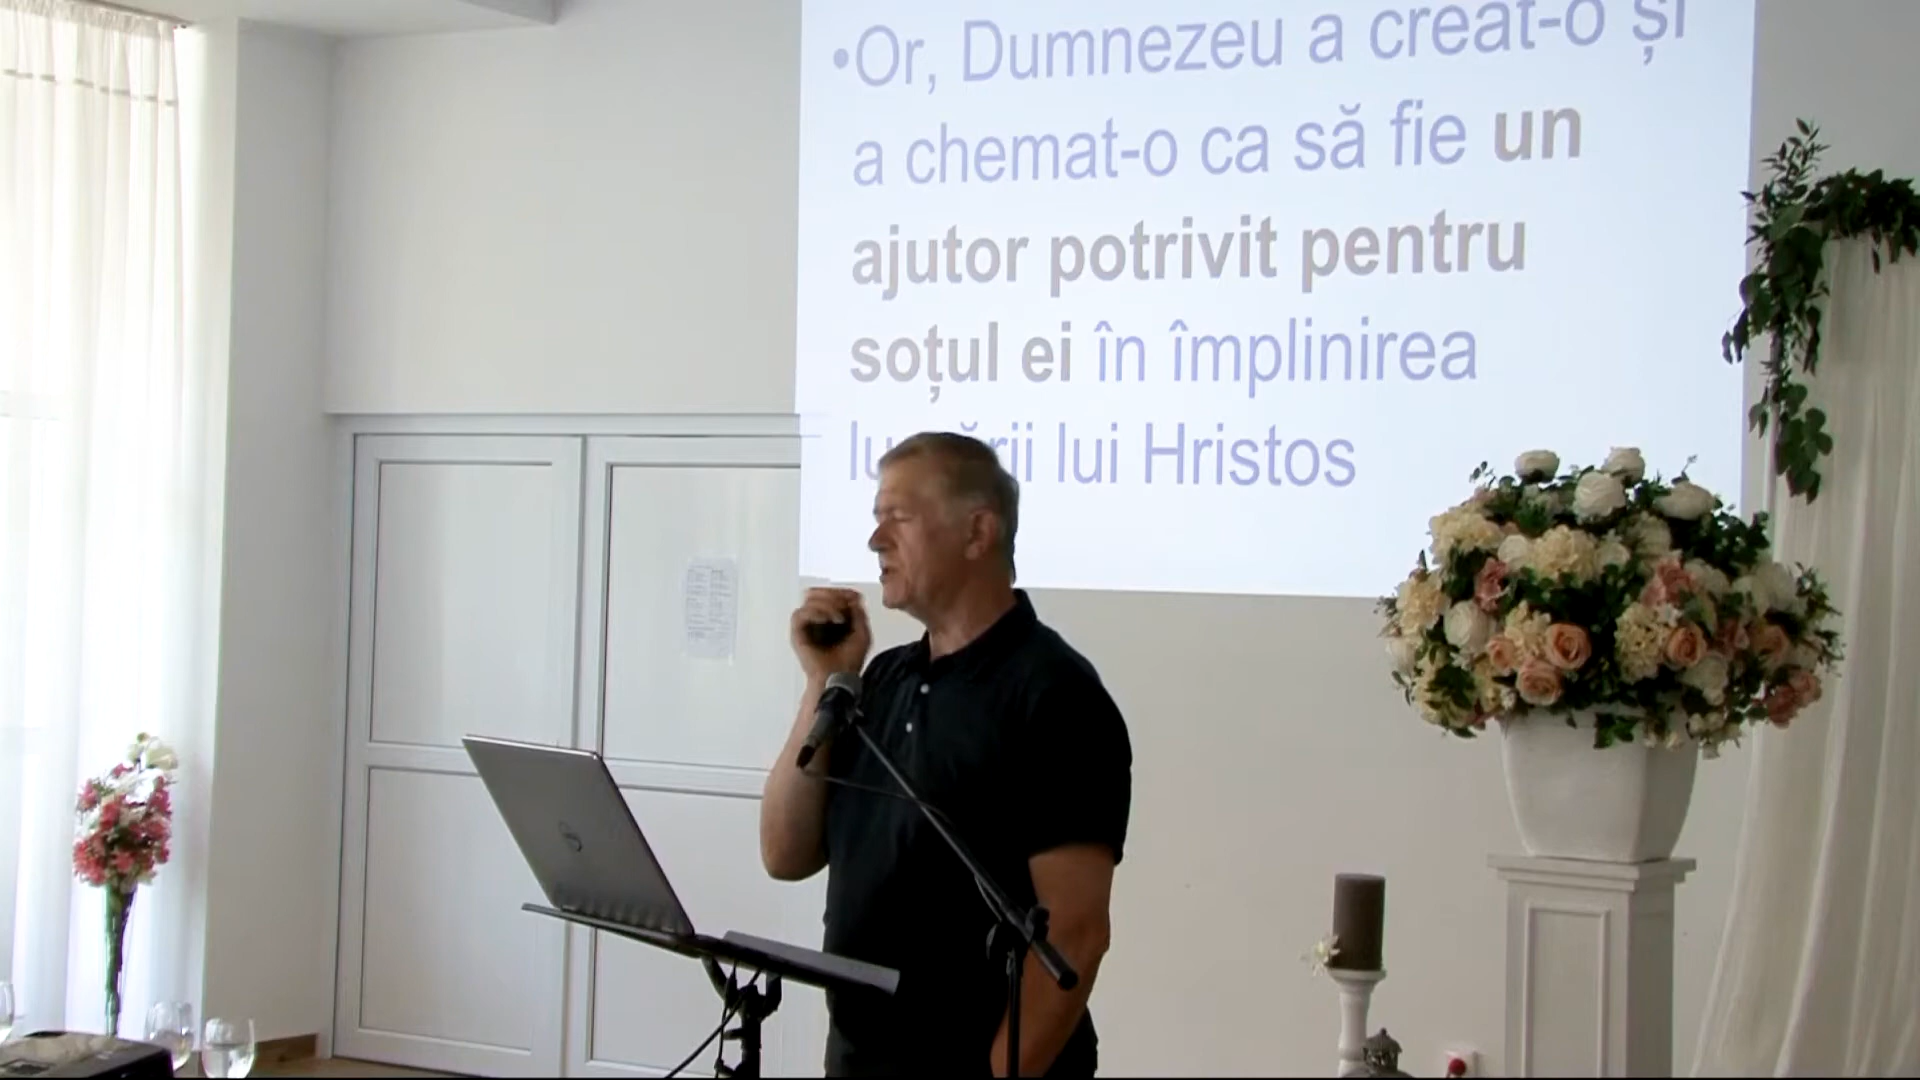 •Or, Dumnezeu a creat-o și
a chemat-o ca să fie un
ajutor potrivit pentru
soțul ei în împlinirea
lui Hristos